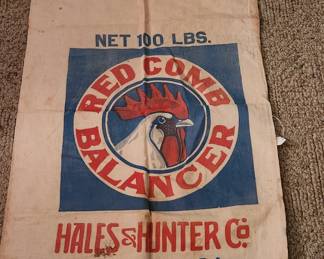 NET 100 LBS.
RED COMB
BALANCER
HALES & HUNTER CO.